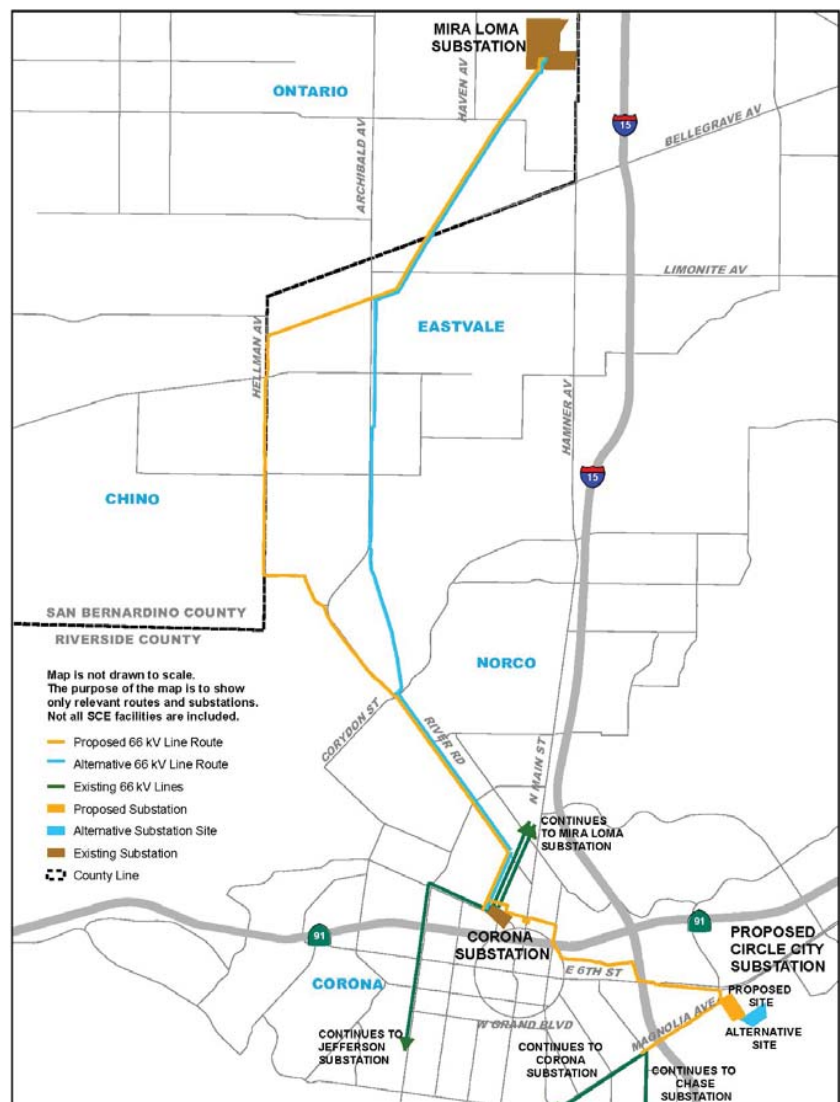 MIRA LOMA
SUBSTATION
ONTARIO
HAVEN AV
ARCHIBALD AV
15
BELLEGRAVE AV
LIMONITE AV
EASTVALE
HELLMAN AV
HAMNER AV
15
CHINO
SAN BERNARDINO COUNTY
RIVERSIDE COUNTY
NORCO
Map is not drawn to scale.
The purpose of the map is to show
only relevant routes and substations.
Not all SCE facilities are included.
Proposed 66 kV Line Route
Alternative 66 kV Line Route
Existing 66 kV Lines
Proposed Substation
Alternative Substation Site
Existing Substation
County Line
CORYDON ST
RIVER RD
N MAIN ST
CONTINUES
TO MIRA LOMA
SUBSTATION
91
CORONA
SUBSTATION
91
PROPOSED
CIRCLE CITY
SUBSTATION
E 6TH ST
CORONA
PROPOSED
SITE
ALTERNATIVE
SITE
W GRAND BLVD
MAGNOLIA AVE
CONTINUES TO
JEFFERSON
SUBSTATION
CONTINUES TO
CORONA
SUBSTATION
CONTINUES TO
CHASE
SUBSTATION